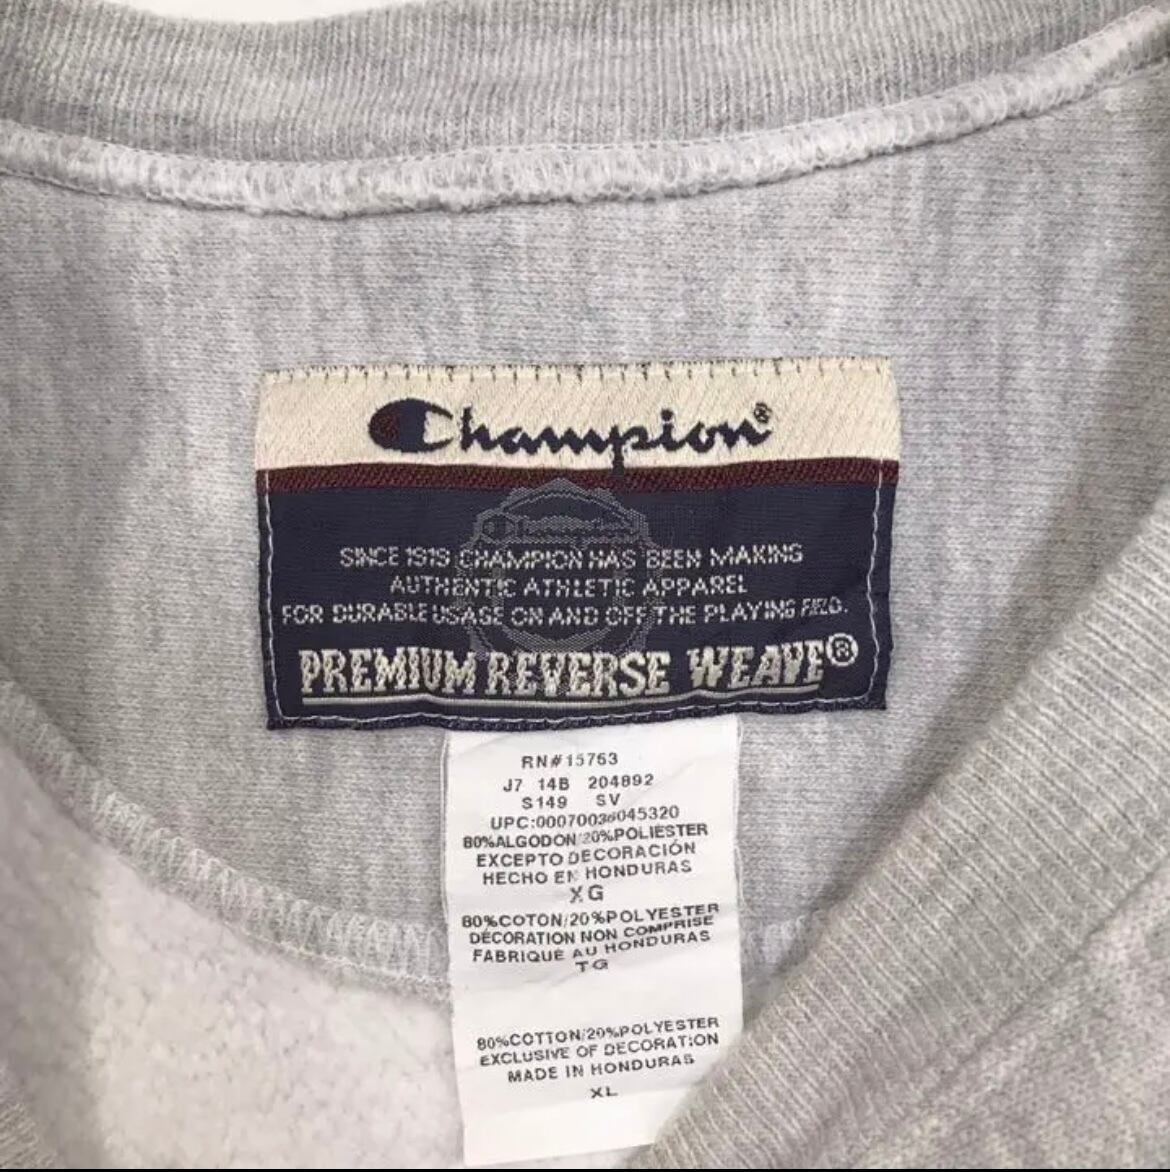 Champion®
SINCE 1919 CHAMPION HAS BEEN MAKING
AUTHENTIC ATHLETIC APPAREL
FOR DURABLE USAGE ON AND OFF THE PLAYING FIELD.
PREMIUM REVERSE WEAVE®
RN#15763
J7 14B 204892
S149 SV
UPC:00070036045320
80%ALGODON/20%POLIESTER
EXCEPTO DECORACIÓN
HECHO EN HONDURAS
XG
80%COTON/20%POLYESTER
DÉCORATION NON COMPRISE
FABRIQUÉ AU HONDURAS
TG
80%COTTON/20%POLYESTER
EXCLUSIVE OF DECORATION
MADE IN HONDURAS
XL